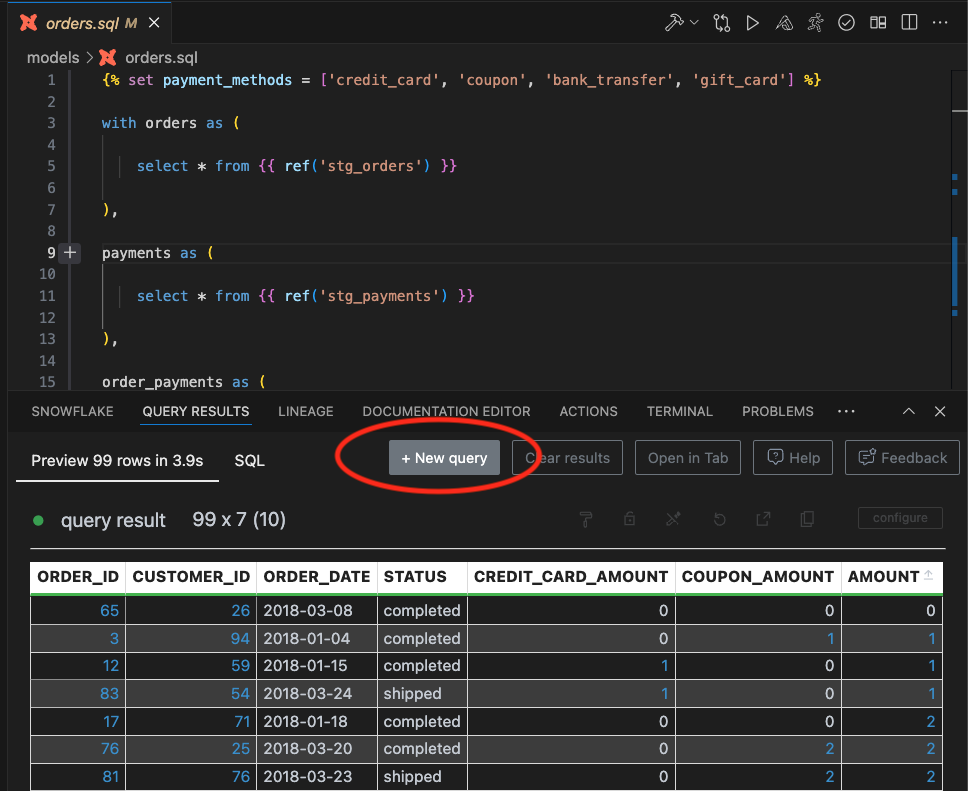 orders.sql M
models > orders.sql
1 {% set payment_methods = ['credit_card', 'coupon', 'bank_transfer', 'gift_card'] %}
2
3 with orders as (
4
5 select * from {{ ref('stg_orders') }}
6
7 ),
8
9 payments as (
10
11 select * from {{ ref('stg_payments') }}
12
13 ),
14
15 order_payments as (
SNOWFLAKE QUERY RESULTS LINEAGE DOCUMENTATION EDITOR ACTIONS TERMINAL PROBLEMS ...
Preview 99 rows in 3.9s SQL + New query Clear results Open in Tab Help Feedback
query result 99 x 7 (10) configure
ORDER_ID CUSTOMER_ID ORDER_DATE STATUS CREDIT_CARD_AMOUNT COUPON_AMOUNT AMOUNT
65 26 2018-03-08 completed 0 0 0
3 94 2018-01-04 completed 0 1 1
12 59 2018-01-15 completed 1 0 1
83 54 2018-03-24 shipped 1 0 1
17 71 2018-01-18 completed 0 0 2
76 25 2018-03-20 completed 0 2 2
81 76 2018-03-23 shipped 0 2 2